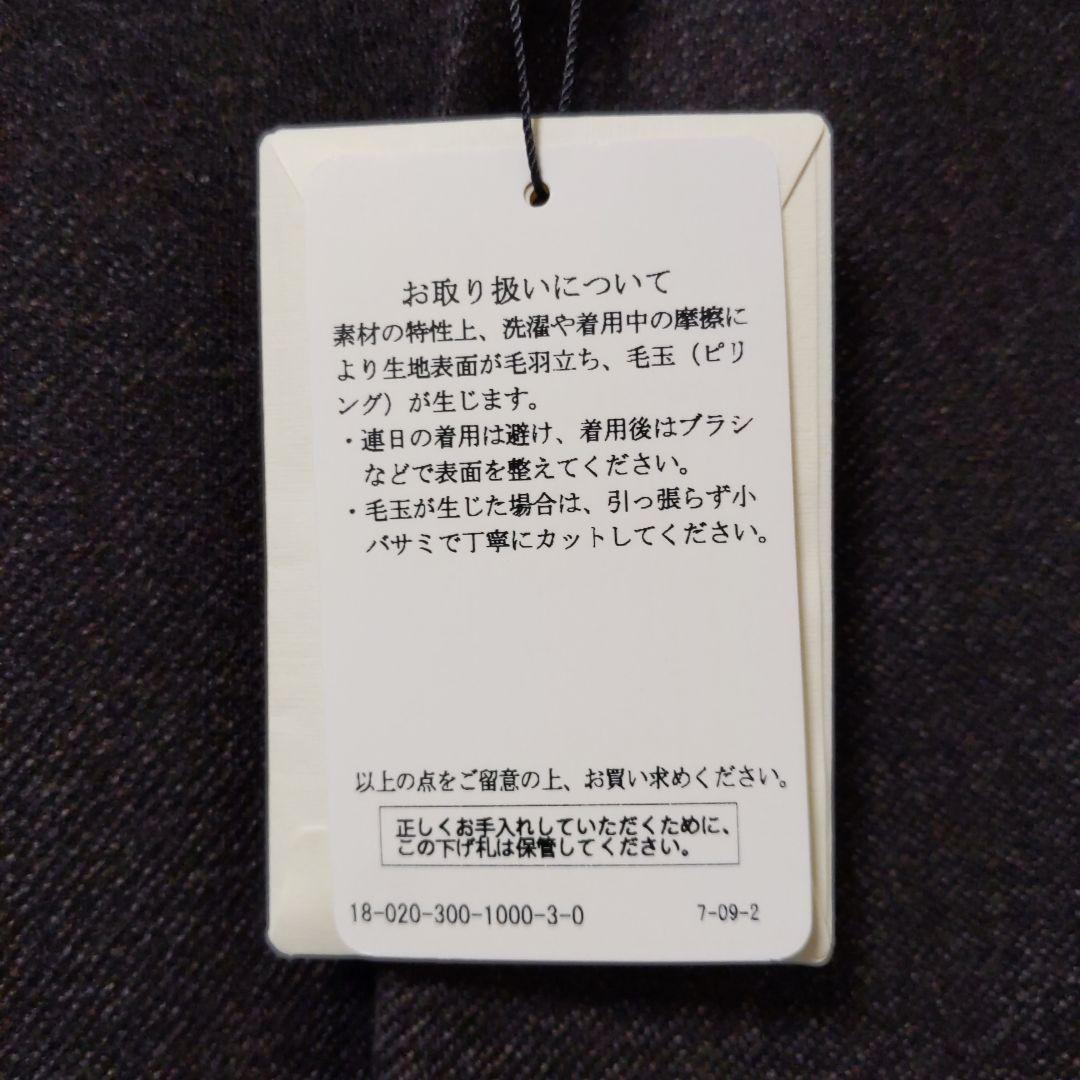 お取り扱いについて
素材の特性上、洗濯や着用中の摩擦に
より生地表面が毛羽立ち、毛玉（ピリ
ング）が生じます。
・連日の着用は避け、着用後はブラシ
などで表面を整えてください。
・毛玉が生じた場合は、引っ張らず小
バサミで丁寧にカットしてください。
以上の点をご留意の上、お買い求めください。
正しくお手入れしていただくために、
この下げ札は保管してください。
18-020-300-1000-3-0 7-09-2